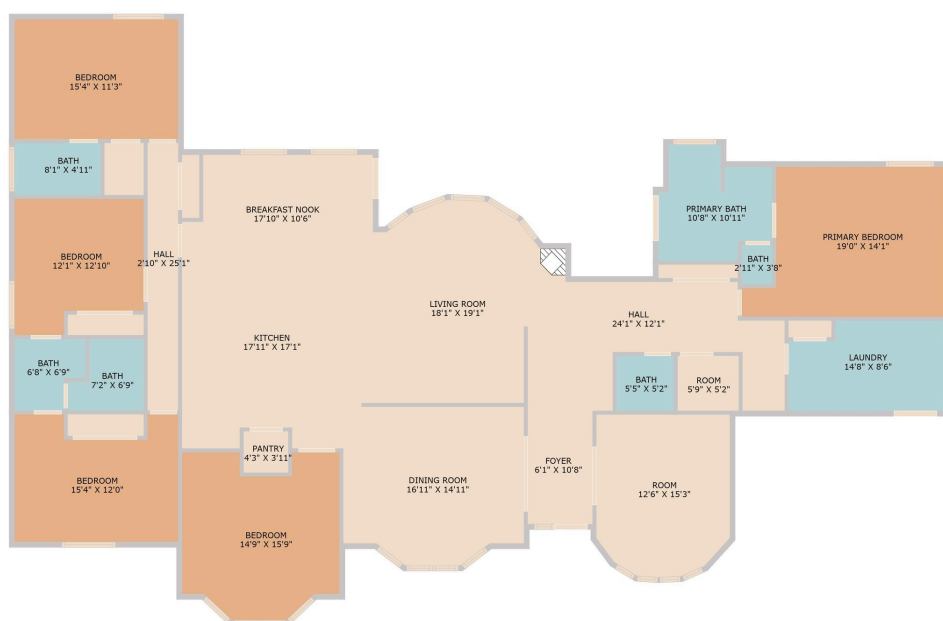 BEDROOM
15'4" X 11'3"
BATH
8'1" X 4'11"
BREAKFAST NOOK
17'10" X 10'6"
PRIMARY BATH
10'8" X 10'11"
PRIMARY BEDROOM
19'0" X 14'1"
BEDROOM
12'1" X 12'10"
HALL
2'10" X 25'1"
BATH
2'11" X 3'8"
LIVING ROOM
18'1" X 19'1"
HALL
24'1" X 12'1"
KITCHEN
17'11" X 17'1"
LAUNDRY
14'8" X 8'6"
BATH
6'8" X 6'9"
BATH
7'2" X 6'9"
BATH
5'5" X 5'2"
ROOM
5'9" X 5'2"
PANTRY
4'3" X 3'11"
FOYER
6'1" X 10'8"
BEDROOM
15'4" X 12'0"
DINING ROOM
16'11" X 14'11"
ROOM
12'6" X 15'3"
BEDROOM
14'9" X 15'9"